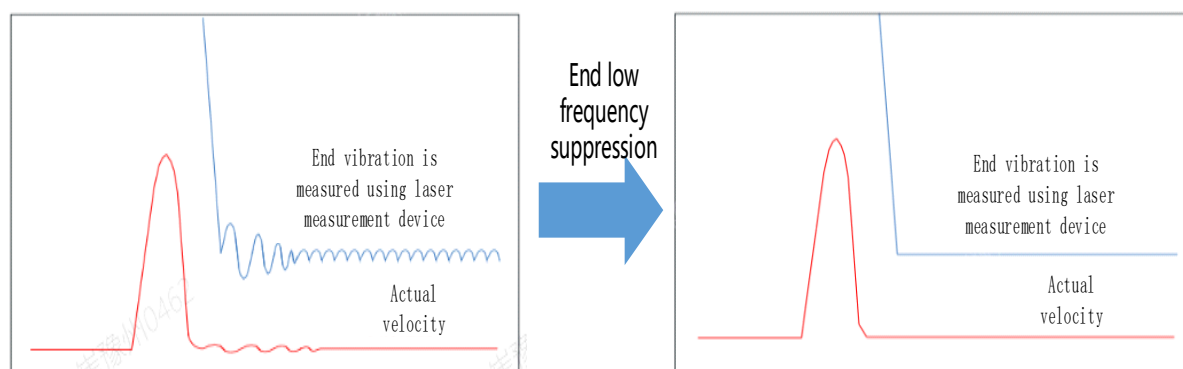 End vibration is
measured using laser
measurement device
Actual
velocity
End low
frequency
suppression
End vibration is
measured using laser
measurement device
Actual
velocity